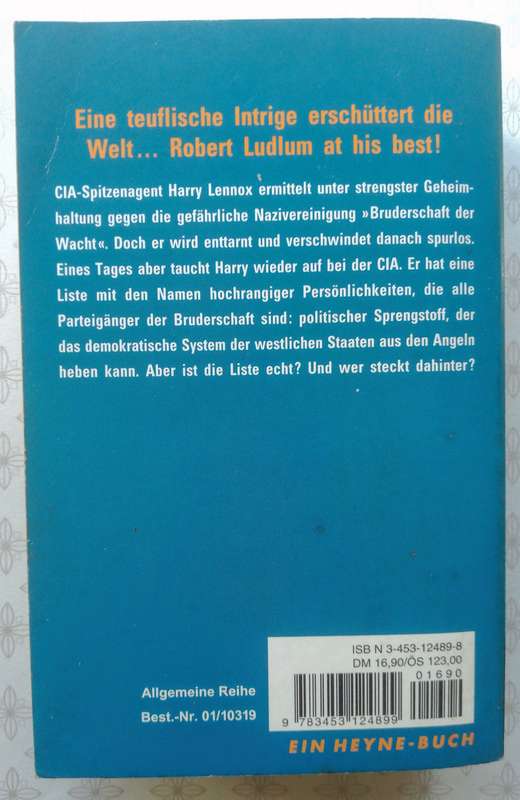 Eine teuflische Intrige erschüttert die
Welt... Robert Ludlum at his best!
CIA-Spitzenagent Harry Lennox ermittelt unter strengster Geheim-
haltung gegen die gefährliche Nazivereinigung »Bruderschaft der
Wacht«. Doch er wird enttarnt und verschwindet danach spurlos.
Eines Tages aber taucht Harry wieder auf bei der CIA. Er hat eine
Liste mit den Namen hochrangiger Persönlichkeiten, die alle
Parteigänger der Bruderschaft sind: politischer Sprengstoff, der
das demokratische System der westlichen Staaten aus den Angeln
heben kann. Aber ist die Liste echt? Und wer steckt dahinter?
ISBN 3-453-12489-8
DM 16,90/ÖS 123,00
01690
9 783453 124899
Allgemeine Reihe
Best.-Nr. 01/10319
EIN HEYNE-BUCH